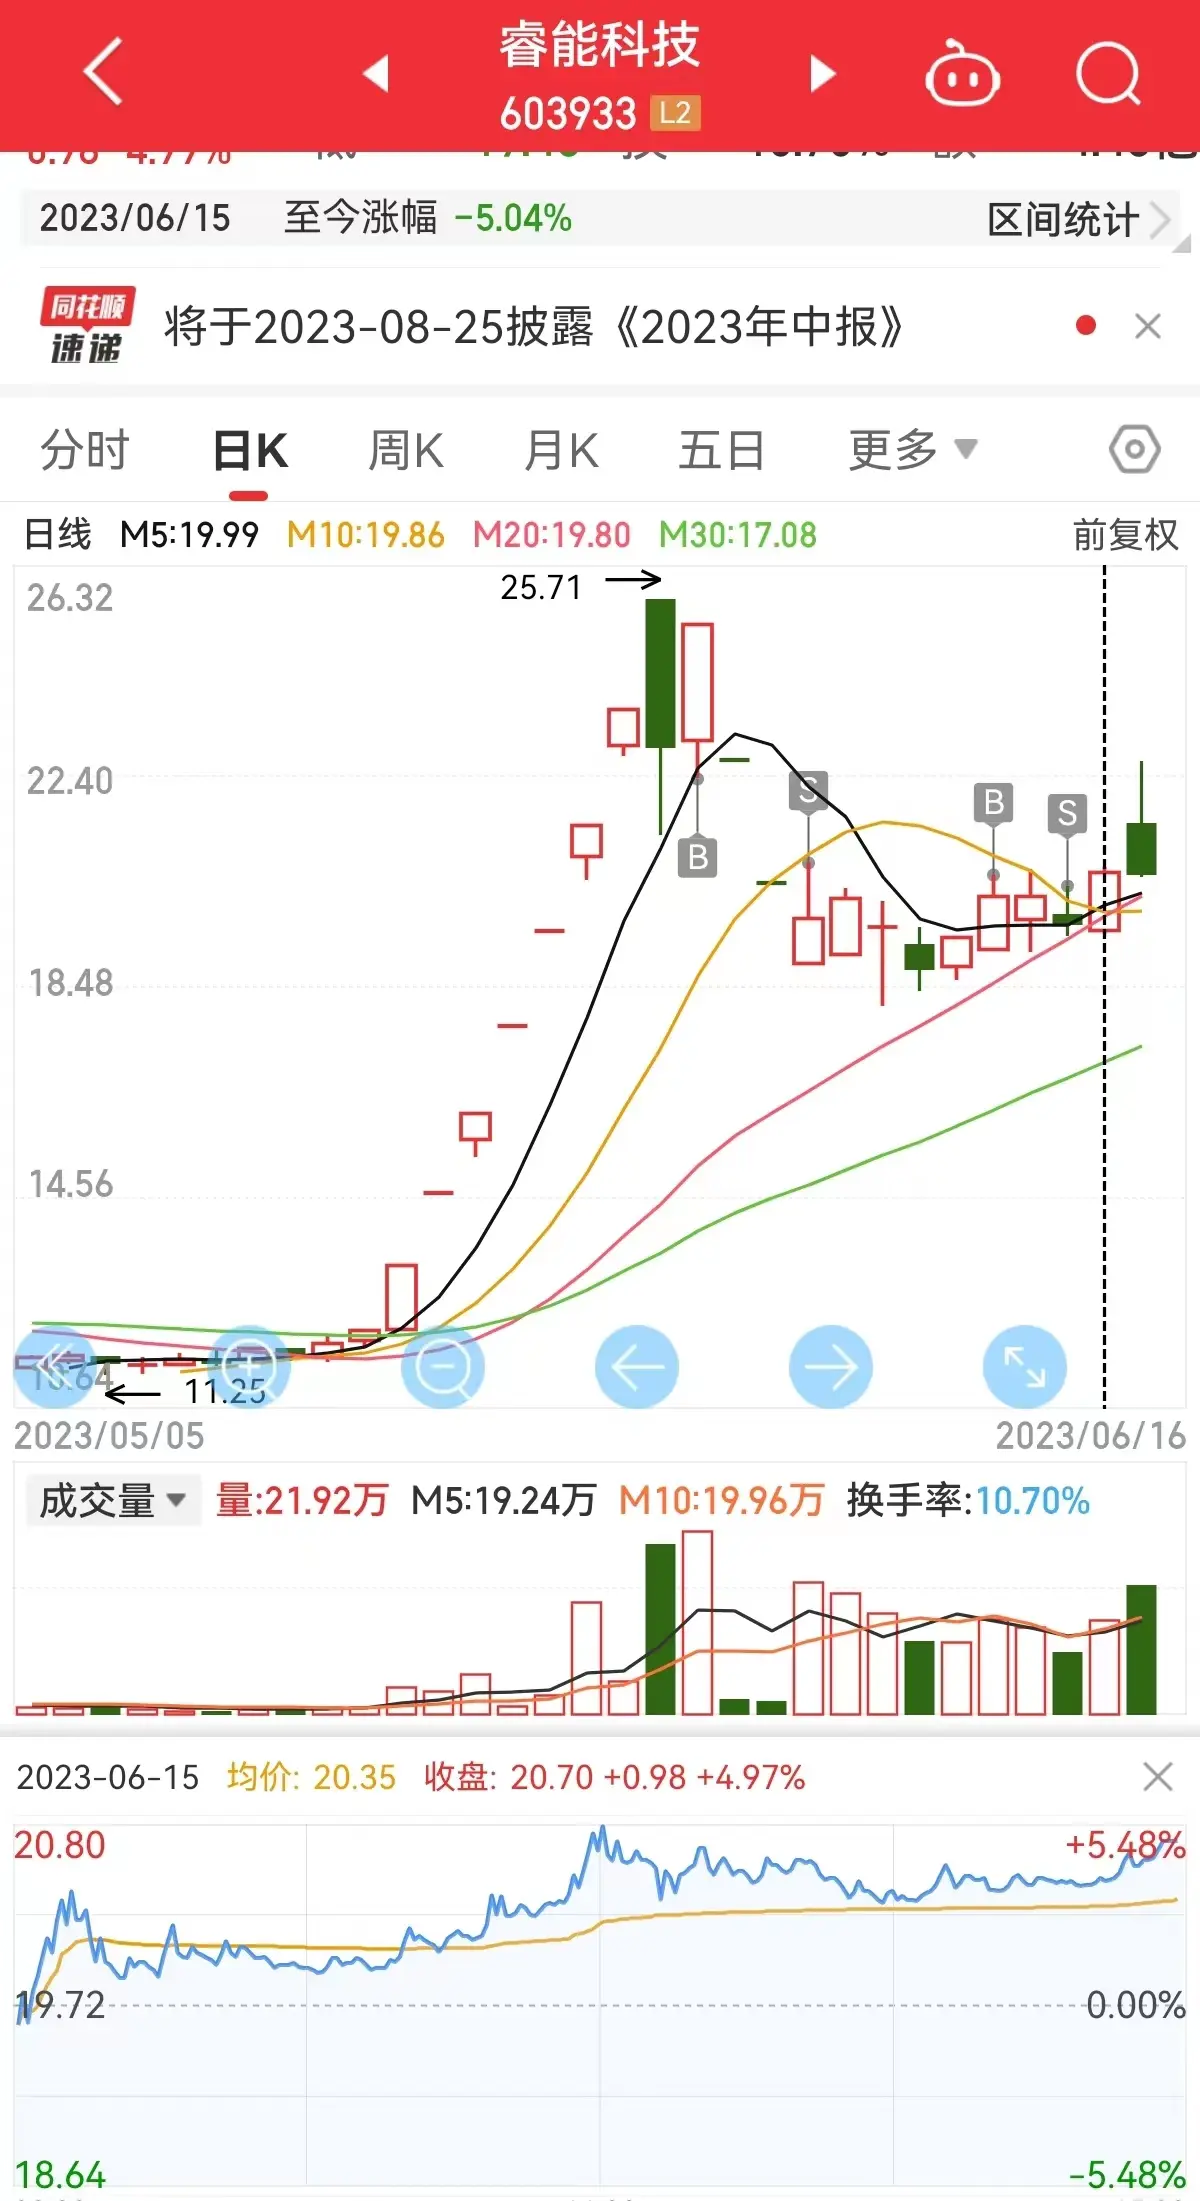 睿能科技
603933 L2
2023/06/15 至今涨幅 -5.04% 区间统计
同花顺
速递
将于2023-08-25披露《2023年中报》
分时 日K 周K 月K 五日 更多
日线 M5:19.99 M10:19.86 M20:19.80 M30:17.08 前复权
25.71
26.32
22.40
S
B
S
B
18.48
14.56
10.64
11.25
2023/05/05 2023/06/16
成交量 量:21.92万 M5:19.24万 M10:19.96万 换手率:10.70%
2023-06-15 均价: 20.35 收盘: 20.70 +0.98 +4.97%
20.80 +5.48%
19.72 0.00%
18.64 -5.48%